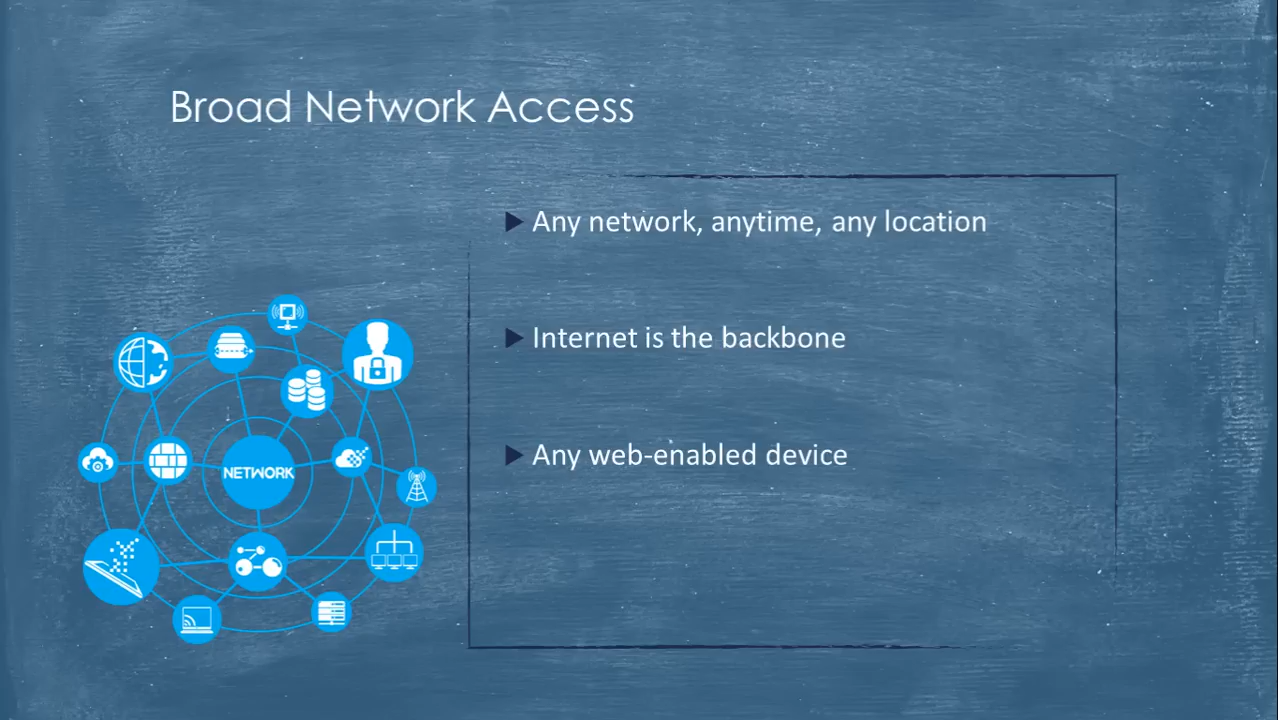 Broad Network Access
Any network, anytime, any location
Internet is the backbone
Any web-enabled device
NETWORK